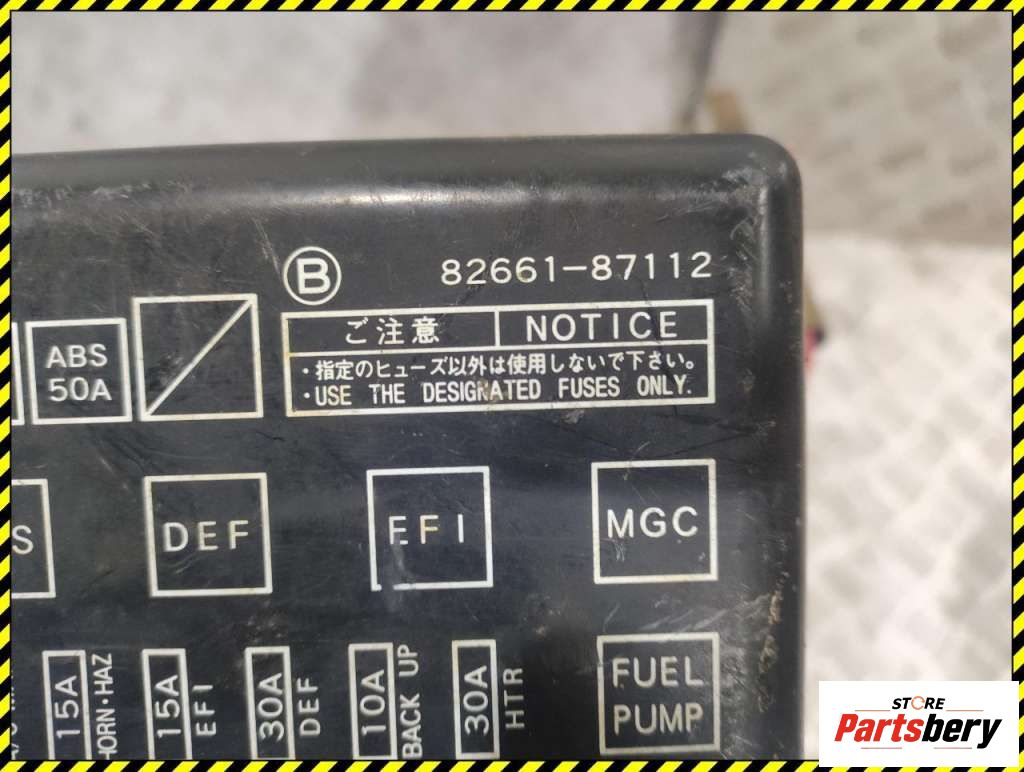 B 82661-87112
ご注意 NOTICE
・指定のヒューズ以外は使用しないで下さい。
・USE THE DESIGNATED FUSES ONLY.
ABS
50A
S
DEF
EFI
MGC
15A
HORN・HAZ
15A
EFI
30A
DEF
10A
BACK UP
30A
HTR
FUEL
PUMP
STORE
Partsbery